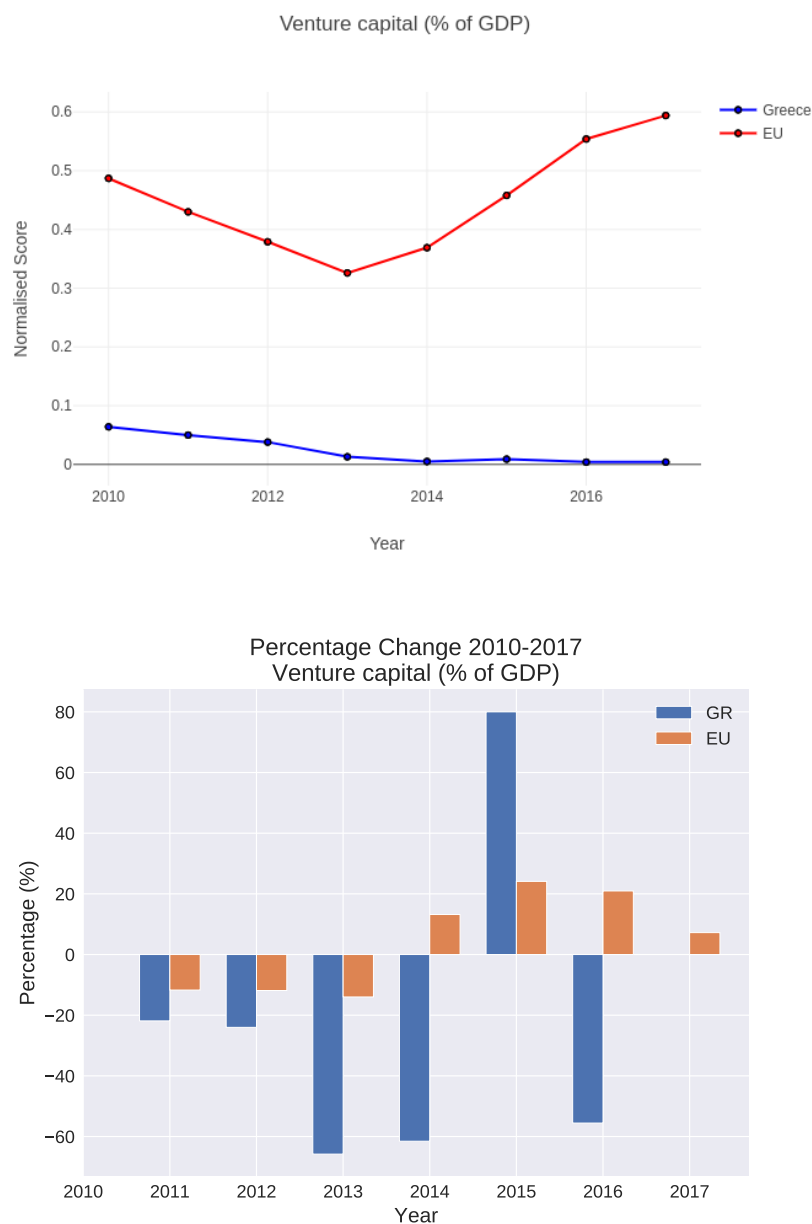 Venture capital (% of GDP)
Greece
EU
0.6
0.5
0.4
0.3
0.2
0.1
0
Normalised Score
2010
2012
2014
2016
Year
Percentage Change 2010-2017
Venture capital (% of GDP)
GR
EU
80
60
40
20
0
−20
−40
−60
Percentage (%)
2010 2011 2012 2013 2014 2015 2016 2017
Year